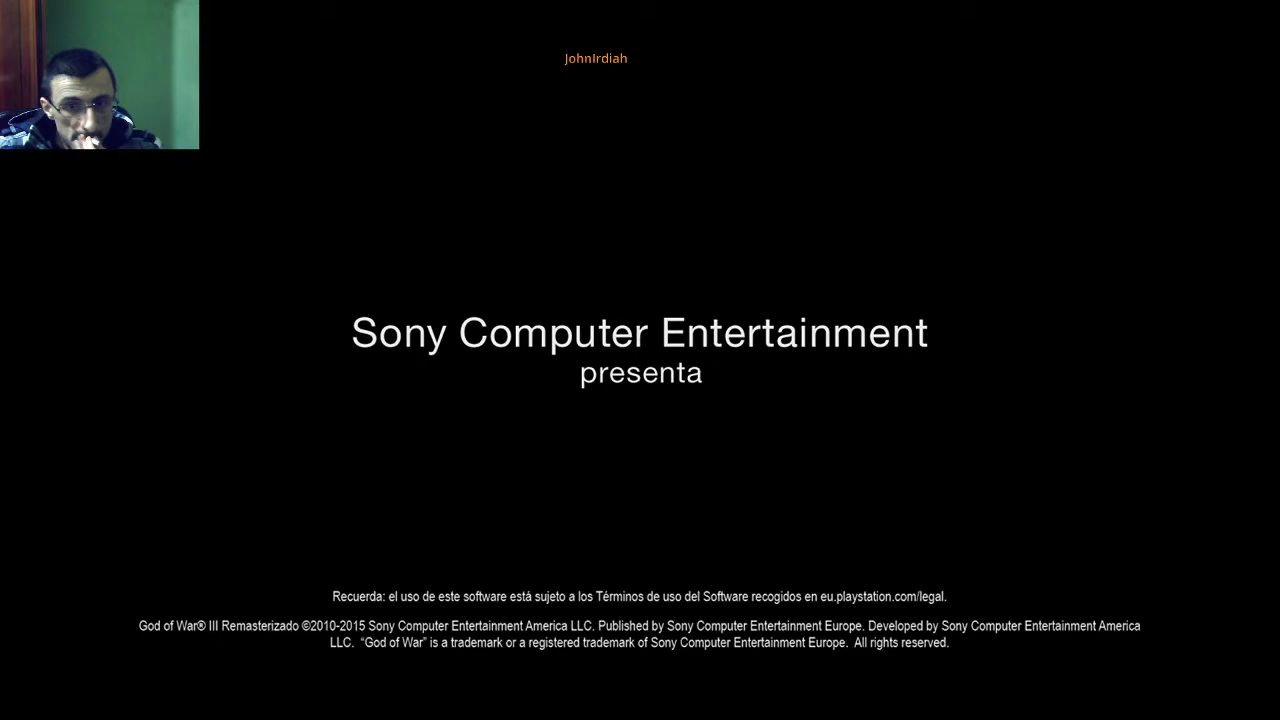 JohnIrdiah
Sony Computer Entertainment
presenta
Recuerda: el uso de este software está sujeto a los Términos de uso del Software recogidos en eu.playstation.com/legal.
God of War® III Remasterizado ©2010-2015 Sony Computer Entertainment America LLC. Published by Sony Computer Entertainment Europe. Developed by Sony Computer Entertainment America
LLC. “God of War” is a trademark or a registered trademark of Sony Computer Entertainment Europe. All rights reserved.